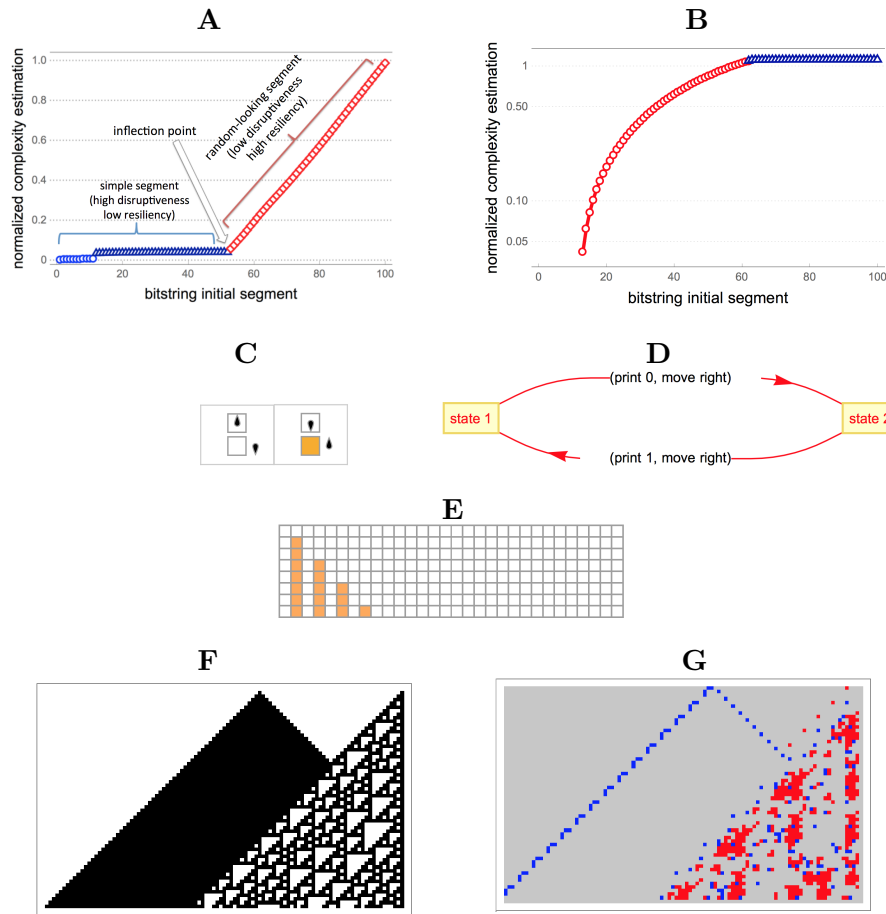 A
normalized complexity estimation
1.0
0.8
0.6
0.4
0.2
0
0
20
40
60
80
100
bitstring initial segment
simple segment
(high disruptiveness
low resiliency)
inflection point
random-looking segment
(low disruptiveness
high resiliency)
B
normalized complexity estimation
1
0.50
0.10
0.05
0
20
40
60
80
100
bitstring initial segment
C
D
(print 0, move right)
state 1
state 2
(print 1, move right)
E
F
G